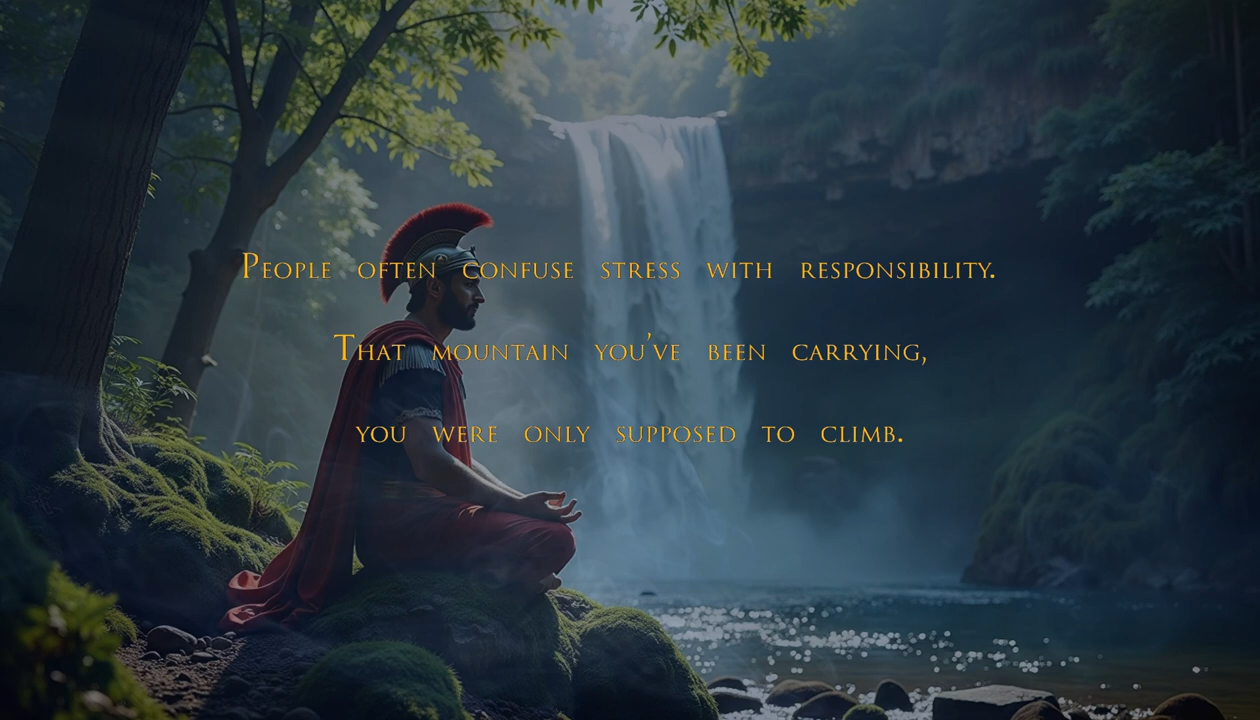 People often confuse stress with responsibility.
That mountain you've been carrying,
you were only supposed to climb.